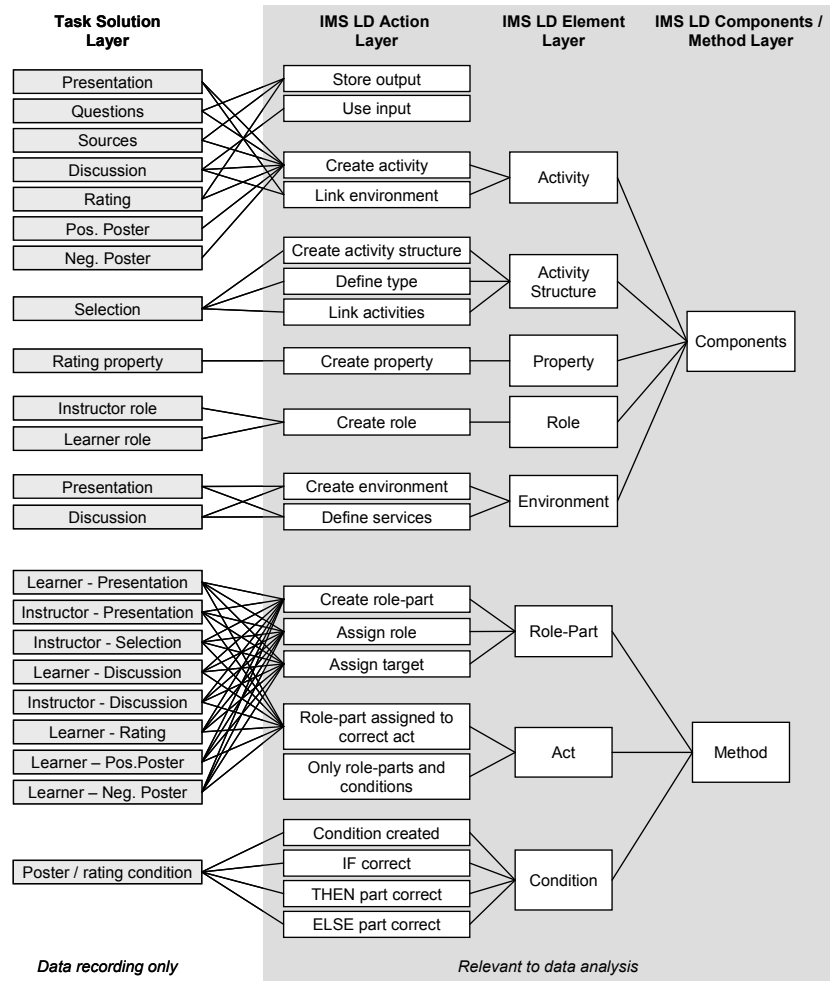 Task Solution
Layer
IMS LD Action
Layer
IMS LD Element
Layer
IMS LD Components /
Method Layer
Presentation
Questions
Sources
Discussion
Rating
Pos. Poster
Neg. Poster
Selection
Rating property
Instructor role
Learner role
Presentation
Discussion
Learner - Presentation
Instructor - Presentation
Instructor - Selection
Learner - Discussion
Instructor - Discussion
Learner - Rating
Learner – Pos.Poster
Learner – Neg. Poster
Poster / rating condition
Store output
Use input
Create activity
Link environment
Create activity structure
Define type
Link activities
Create property
Create role
Create environment
Define services
Create role-part
Assign role
Assign target
Role-part assigned to
correct act
Only role-parts and
conditions
Condition created
IF correct
THEN part correct
ELSE part correct
Activity
Activity
Structure
Property
Role
Environment
Role-Part
Act
Condition
Components
Method
Data recording only
Relevant to data analysis